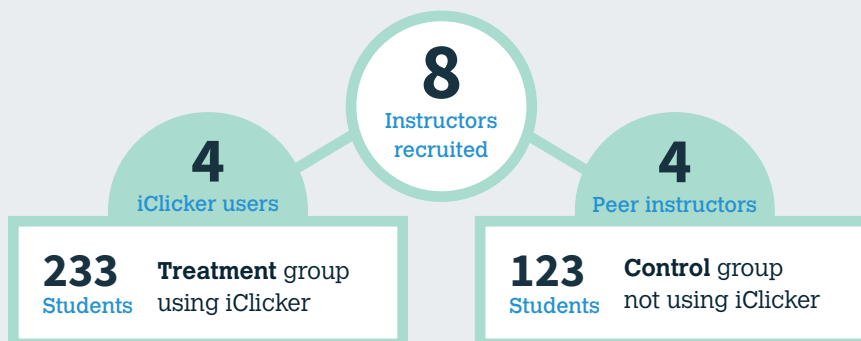 8
Instructors
recruited
4
iClicker users
4
Peer instructors
233
Students
Treatment group
using iClicker
123
Students
Control group
not using iClicker